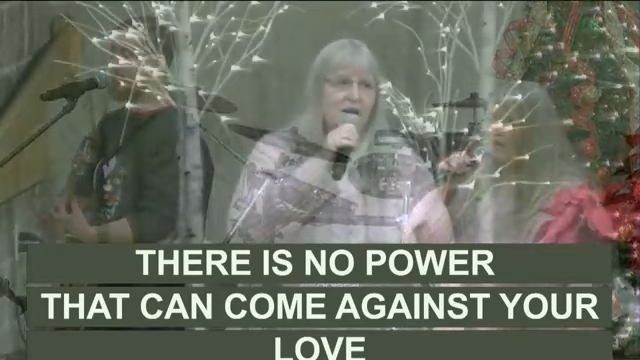 THERE IS NO POWER
THAT CAN COME AGAINST YOUR
LOVE